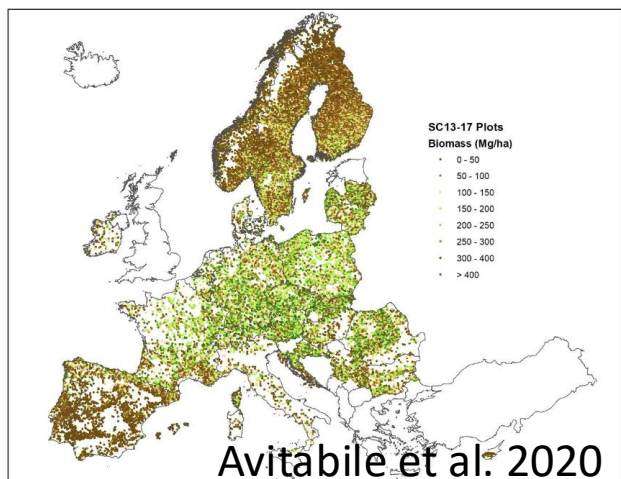 SC13-17 Plots
Biomass (Mg/ha)
0 - 50
50 - 100
100 - 150
150 - 200
200 - 250
250 - 300
300 - 400
> 400
Avitabile et al. 2020